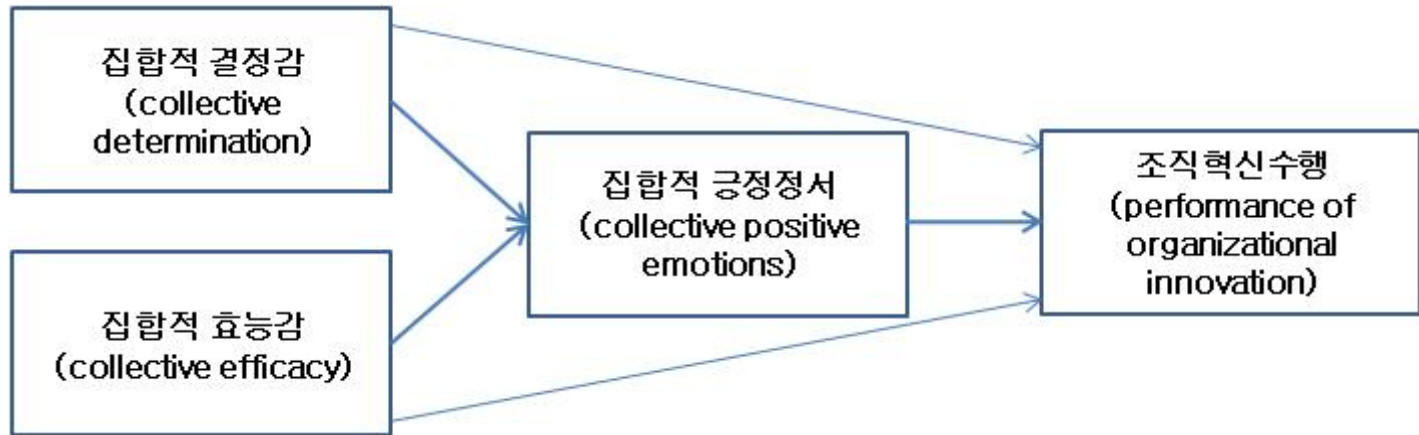 집합적 결정감
(collective
determination)
집합적 효능감
(collective efficacy)
집합적 긍정정서
(collective positive
emotions)
조직혁신수행
(performance of
organizational
innovation)